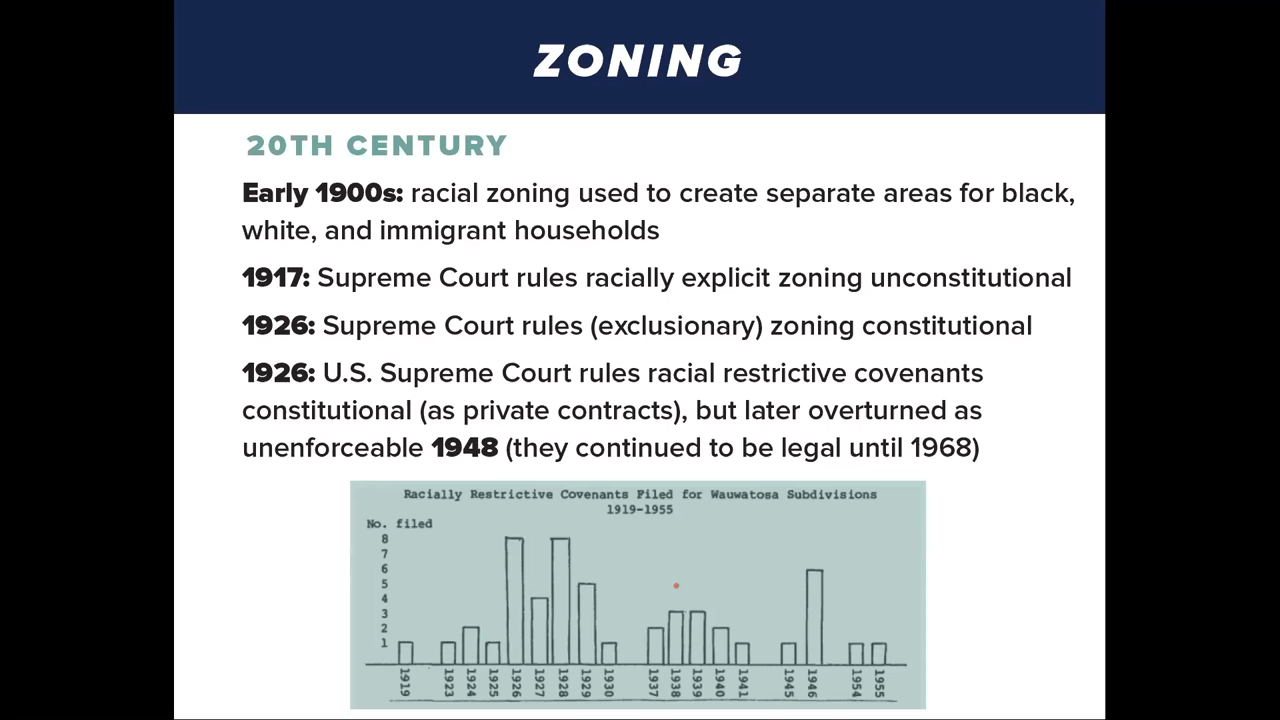 ZONING
20TH CENTURY
Early 1900s: racial zoning used to create separate areas for black,
white, and immigrant households
1917: Supreme Court rules racially explicit zoning unconstitutional
1926: Supreme Court rules (exclusionary) zoning constitutional
1926: U.S. Supreme Court rules racial restrictive covenants
constitutional (as private contracts), but later overturned as
unenforceable 1948 (they continued to be legal until 1968)
Racially Restrictive Covenants Filed for Wauwatosa Subdivisions
1919-1955
No. filed
8
7
6
5
4
3
2
1
1919
1923
1924
1925
1926
1927
1928
1929
1930
1937
1938
1939
1940
1941
1945
1946
1954
1955